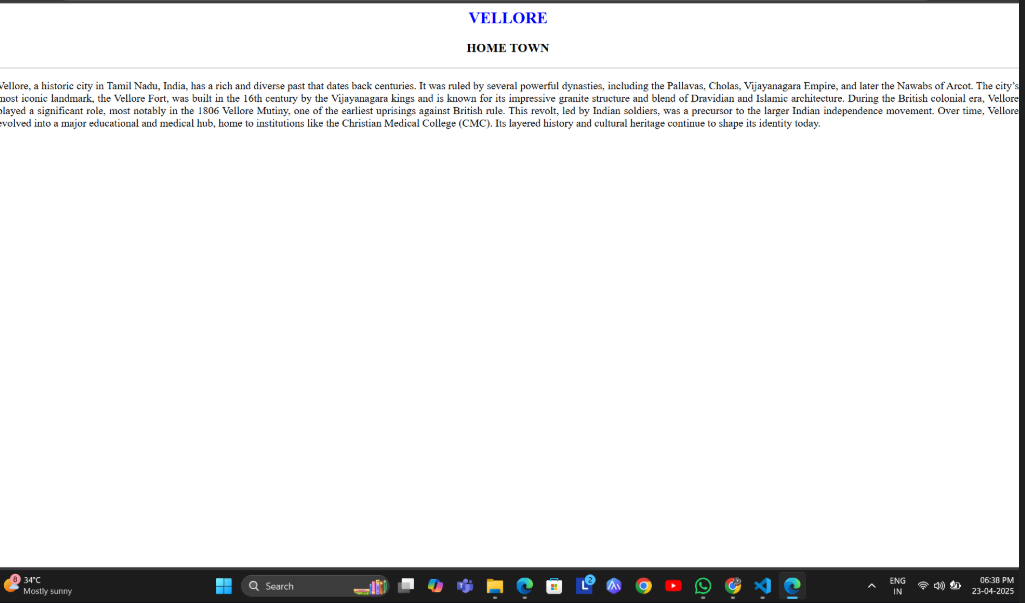 VELLORE
HOME TOWN
Vellore, a historic city in Tamil Nadu, India, has a rich and diverse past that dates back centuries. It was ruled by several powerful dynasties, including the Pallavas, Cholas, Vijayanagara Empire, and later the Nawabs of Arcot. The city's
most iconic landmark, the Vellore Fort, was built in the 16th century by the Vijayanagara kings and is known for its impressive granite structure and blend of Dravidian and Islamic architecture. During the British colonial era, Vellore
played a significant role, most notably in the 1806 Vellore Mutiny, one of the earliest uprisings against British rule. This revolt, led by Indian soldiers, was a precursor to the larger Indian independence movement. Over time, Vellore
evolved into a major educational and medical hub, home to institutions like the Christian Medical College (CMC). Its layered history and cultural heritage continue to shape its identity today.
8
34°C
Mostly sunny
Search
L
2
ENG
IN
06:38 PM
23-04-2025